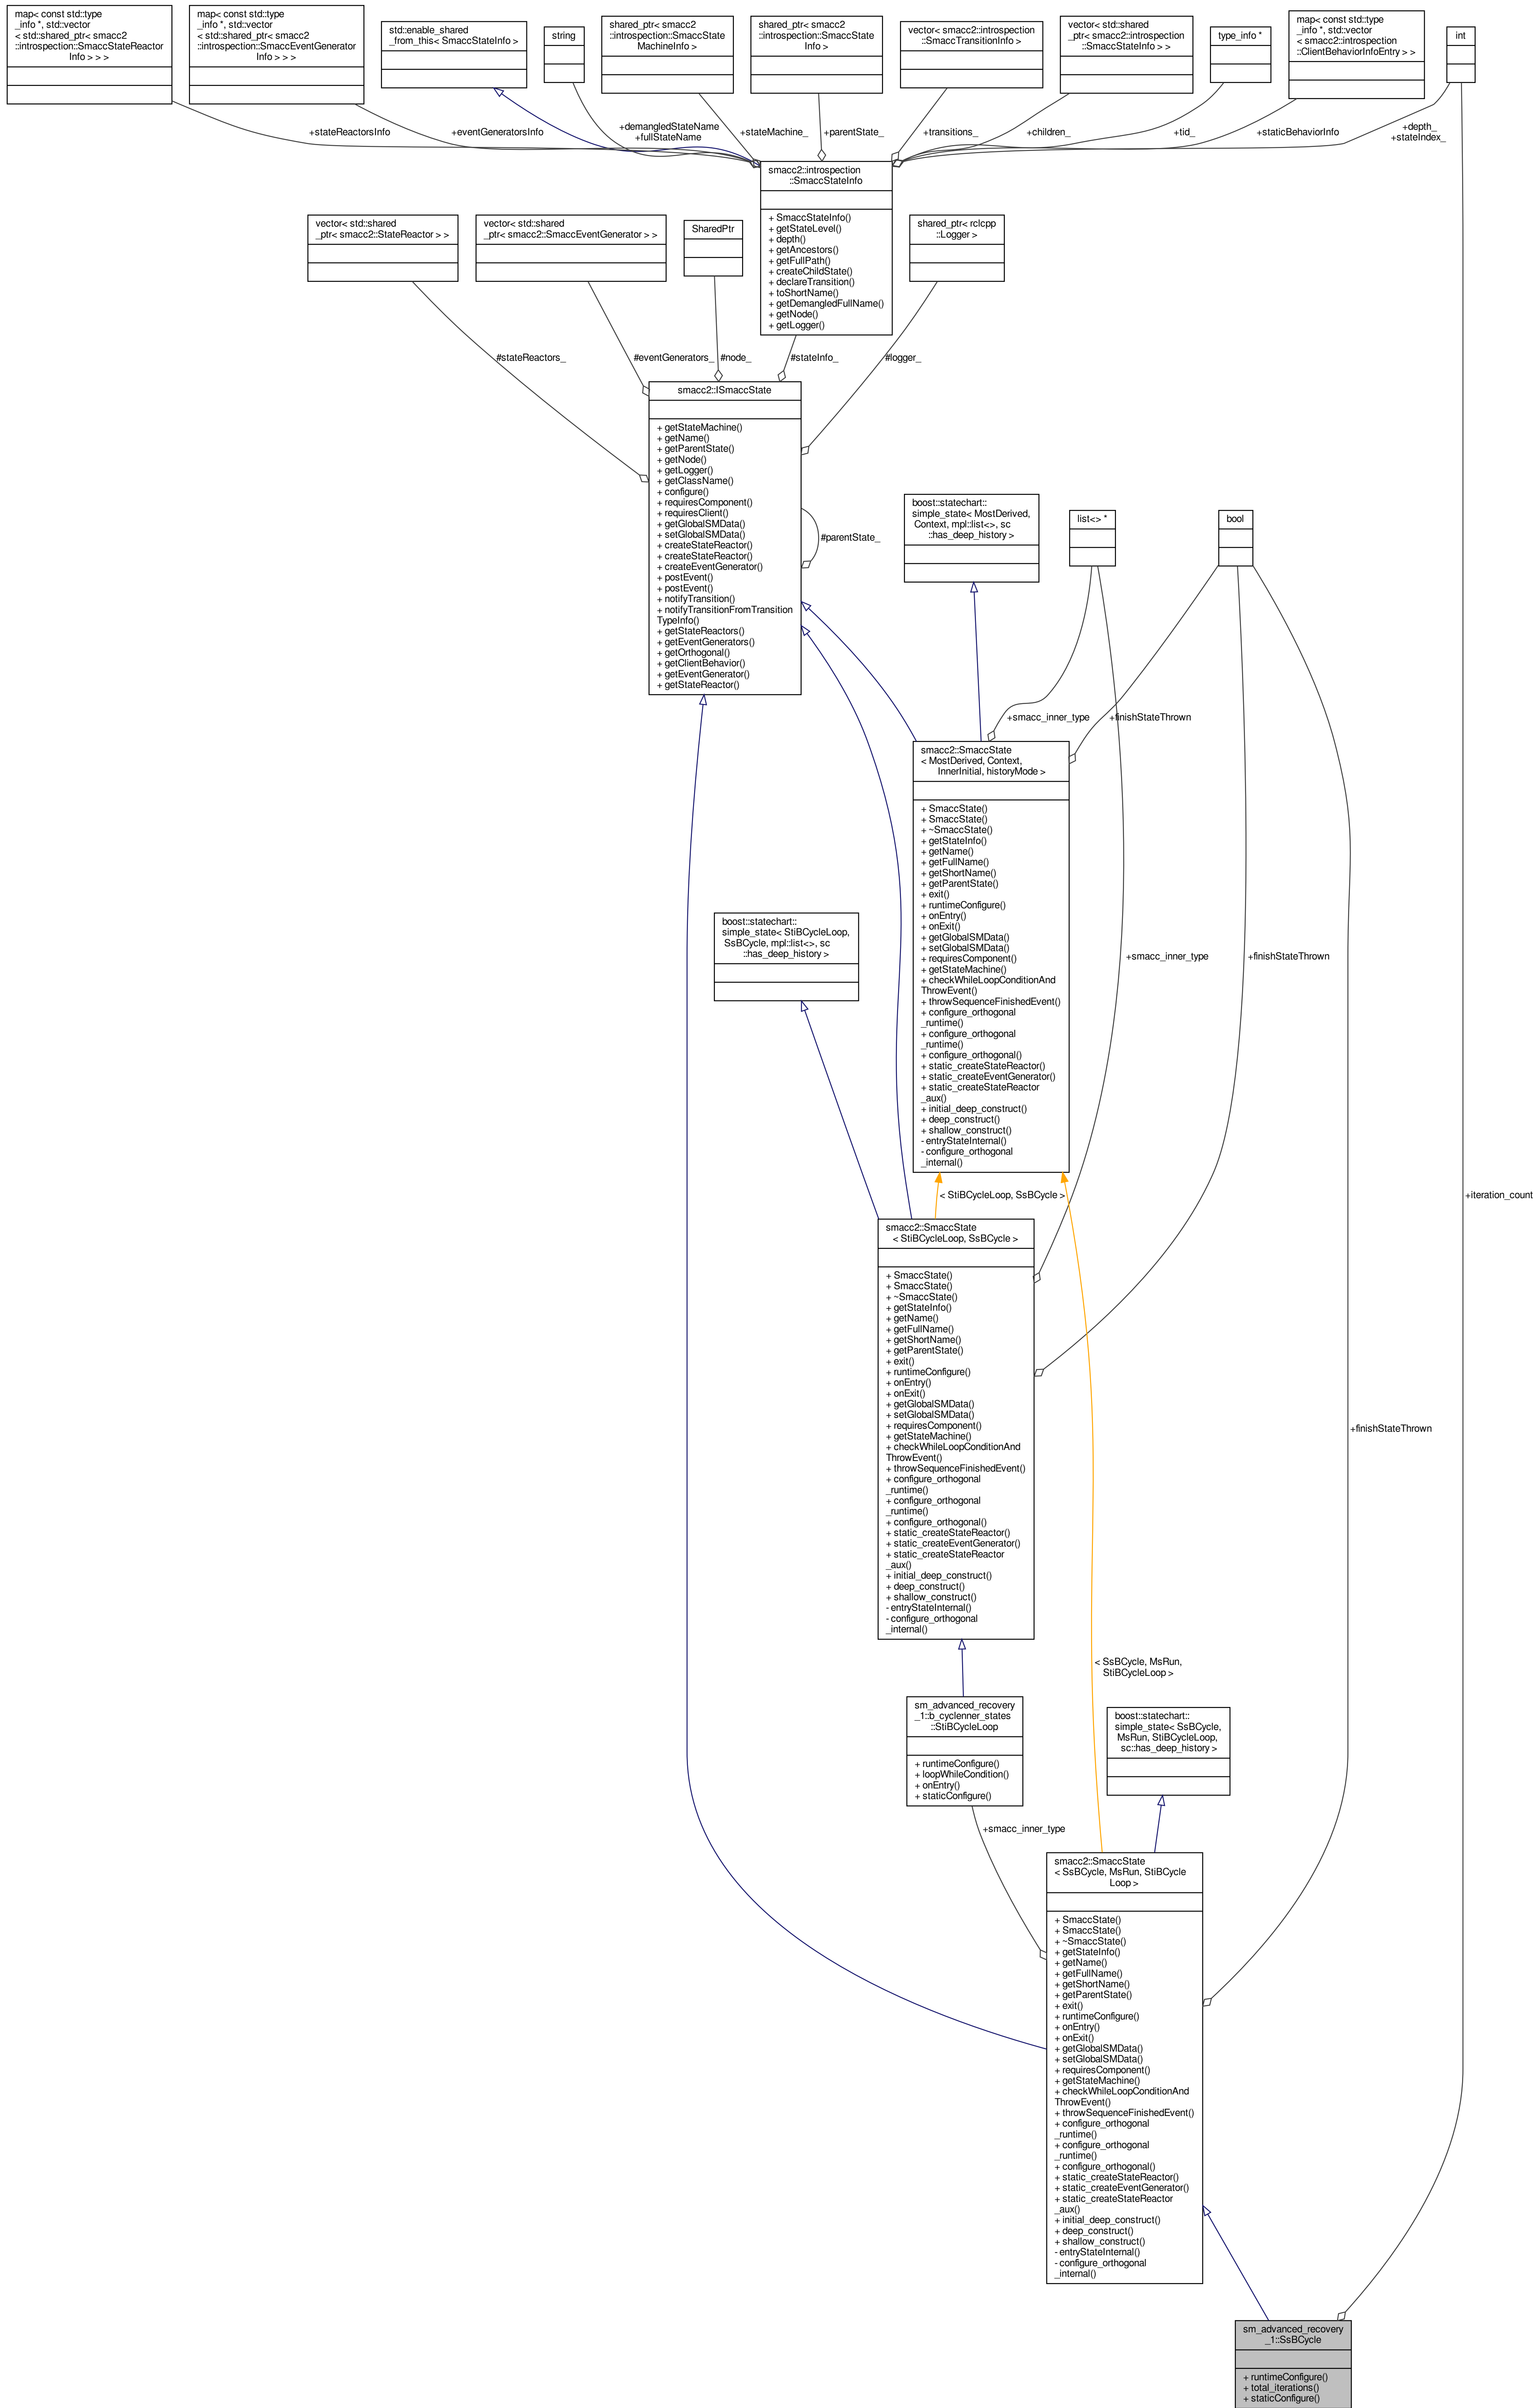 map< const std::type
_info *, std::vector
< std::shared_ptr< smacc2
::introspection::SmaccStateReactor
Info > > >
map< const std::type
_info *, std::vector
< std::shared_ptr< smacc2
::introspection::SmaccEventGenerator
Info > > >
std::enable_shared
_from_this< SmaccStateInfo >
string
shared_ptr< smacc2
::introspection::SmaccState
MachineInfo >
shared_ptr< smacc2
::introspection::SmaccState
Info >
vector< smacc2::introspection
::SmaccTransitionInfo >
vector< std::shared
_ptr< smacc2::introspection
::SmaccStateInfo > >
type_info *
map< const std::type
_info *, std::vector
< smacc2::introspection
::ClientBehaviorInfoEntry > >
int
+stateReactorsInfo
+eventGeneratorsInfo
+demangledStateName
+fullStateName
+stateMachine_
+parentState_
+transitions_
+children_
+tid_
+staticBehaviorInfo
+depth_
+stateIndex_
smacc2::introspection
::SmaccStateInfo
+ SmaccStateInfo()
+ getStateLevel()
+ depth()
+ getAncestors()
+ getFullPath()
+ createChildState()
+ declareTransition()
+ toShortName()
+ getDemangledFullName()
+ getNode()
+ getLogger()
vector< std::shared
_ptr< smacc2::StateReactor > >
vector< std::shared
_ptr< smacc2::SmaccEventGenerator > >
SharedPtr
shared_ptr< rclcpp
::Logger >
#stateReactors_
#eventGenerators_
#node_
#stateInfo_
#logger_
smacc2::ISmaccState
+ getStateMachine()
+ getName()
+ getParentState()
+ getNode()
+ getLogger()
+ getClassName()
+ configure()
+ requiresComponent()
+ requiresClient()
+ getGlobalSMData()
+ setGlobalSMData()
+ createStateReactor()
+ createStateReactor()
+ createEventGenerator()
+ postEvent()
+ postEvent()
+ notifyTransition()
+ notifyTransitionFromTransition
TypeInfo()
+ getStateReactors()
+ getEventGenerators()
+ getOrthogonal()
+ getClientBehavior()
+ getEventGenerator()
+ getStateReactor()
#parentState_
boost::statechart::
simple_state< MostDerived,
Context, mpl::list<>, sc
::has_deep_history >
list<> *
bool
+smacc_inner_type
+finishStateThrown
smacc2::SmaccState
< MostDerived, Context,
InnerInitial, historyMode >
+ SmaccState()
+ SmaccState()
+ ~SmaccState()
+ getStateInfo()
+ getName()
+ getFullName()
+ getShortName()
+ getParentState()
+ exit()
+ runtimeConfigure()
+ onEntry()
+ onExit()
+ getGlobalSMData()
+ setGlobalSMData()
+ requiresComponent()
+ getStateMachine()
+ checkWhileLoopConditionAnd
ThrowEvent()
+ throwSequenceFinishedEvent()
+ configure_orthogonal
_runtime()
+ configure_orthogonal
_runtime()
+ configure_orthogonal()
+ static_createStateReactor()
+ static_createEventGenerator()
+ static_createStateReactor
_aux()
+ initial_deep_construct()
+ deep_construct()
+ shallow_construct()
- entryStateInternal()
- configure_orthogonal
_internal()
boost::statechart::
simple_state< StiBCycleLoop,
SsBCycle, mpl::list<>, sc
::has_deep_history >
+smacc_inner_type
+finishStateThrown
< StiBCycleLoop, SsBCycle >
+iteration_count
smacc2::SmaccState
< StiBCycleLoop, SsBCycle >
+ SmaccState()
+ SmaccState()
+ ~SmaccState()
+ getStateInfo()
+ getName()
+ getFullName()
+ getShortName()
+ getParentState()
+ exit()
+ runtimeConfigure()
+ onEntry()
+ onExit()
+ getGlobalSMData()
+ setGlobalSMData()
+ requiresComponent()
+ getStateMachine()
+ checkWhileLoopConditionAnd
ThrowEvent()
+ throwSequenceFinishedEvent()
+ configure_orthogonal
_runtime()
+ configure_orthogonal
_runtime()
+ configure_orthogonal()
+ static_createStateReactor()
+ static_createEventGenerator()
+ static_createStateReactor
_aux()
+ initial_deep_construct()
+ deep_construct()
+ shallow_construct()
- entryStateInternal()
- configure_orthogonal
_internal()
+finishStateThrown
< SsBCycle, MsRun,
StiBCycleLoop >
sm_advanced_recovery
_1::b_cyclenner_states
::StiBCycleLoop
+ runtimeConfigure()
+ loopWhileCondition()
+ onEntry()
+ staticConfigure()
boost::statechart::
simple_state< SsBCycle,
MsRun, StiBCycleLoop,
sc::has_deep_history >
+smacc_inner_type
smacc2::SmaccState
< SsBCycle, MsRun, StiBCycle
Loop >
+ SmaccState()
+ SmaccState()
+ ~SmaccState()
+ getStateInfo()
+ getName()
+ getFullName()
+ getShortName()
+ getParentState()
+ exit()
+ runtimeConfigure()
+ onEntry()
+ onExit()
+ getGlobalSMData()
+ setGlobalSMData()
+ requiresComponent()
+ getStateMachine()
+ checkWhileLoopConditionAnd
ThrowEvent()
+ throwSequenceFinishedEvent()
+ configure_orthogonal
_runtime()
+ configure_orthogonal
_runtime()
+ configure_orthogonal()
+ static_createStateReactor()
+ static_createEventGenerator()
+ static_createStateReactor
_aux()
+ initial_deep_construct()
+ deep_construct()
+ shallow_construct()
- entryStateInternal()
- configure_orthogonal
_internal()
sm_advanced_recovery
_1::SsBCycle
+ runtimeConfigure()
+ total_iterations()
+ staticConfigure()